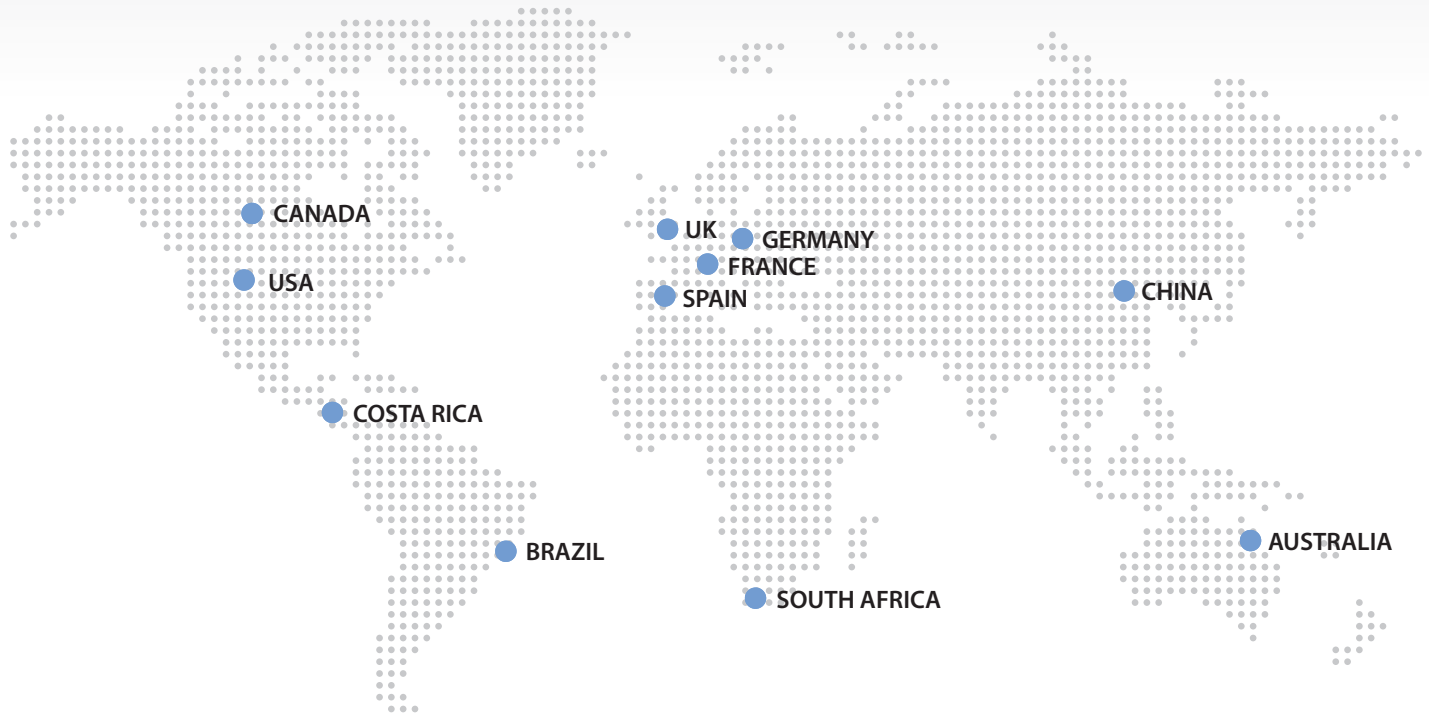 CANADA
UK
GERMANY
FRANCE
USA
SPAIN
CHINA
COSTA RICA
BRAZIL
AUSTRALIA
SOUTH AFRICA